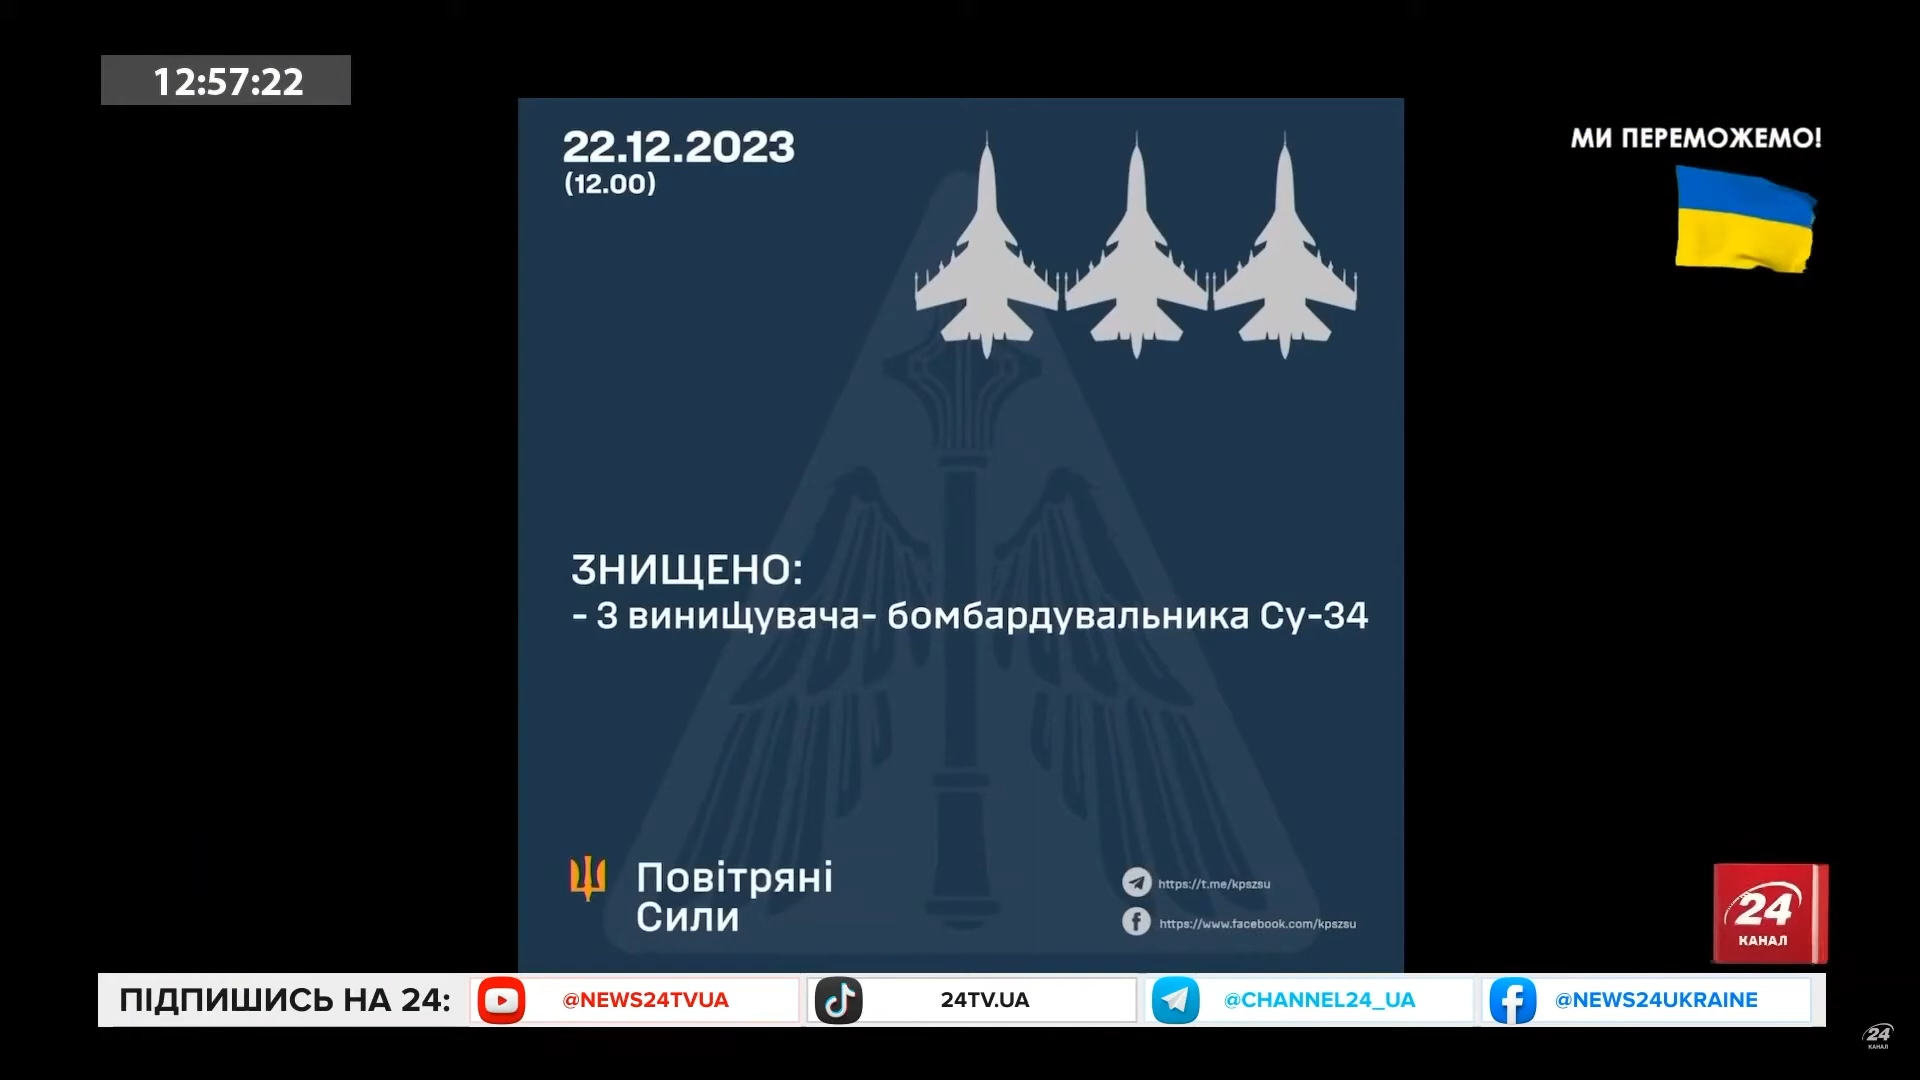 12:57:22
22.12.2023
(12.00)
МИ ПЕРЕМОЖЕМО!
ЗНИЩЕНО:
- 3 винищувача- бомбардувальника Су-34
Повітряні
Сили
https://t.me/kpszsu
https://www.facebook.com/kpszsu
24
КАНАЛ
ПІДПИШИСЬ НА 24:
@NEWS24TVUA
24TV.UA
@CHANNEL24_UA
@NEWS24UKRAINE
24
КАНАЛ